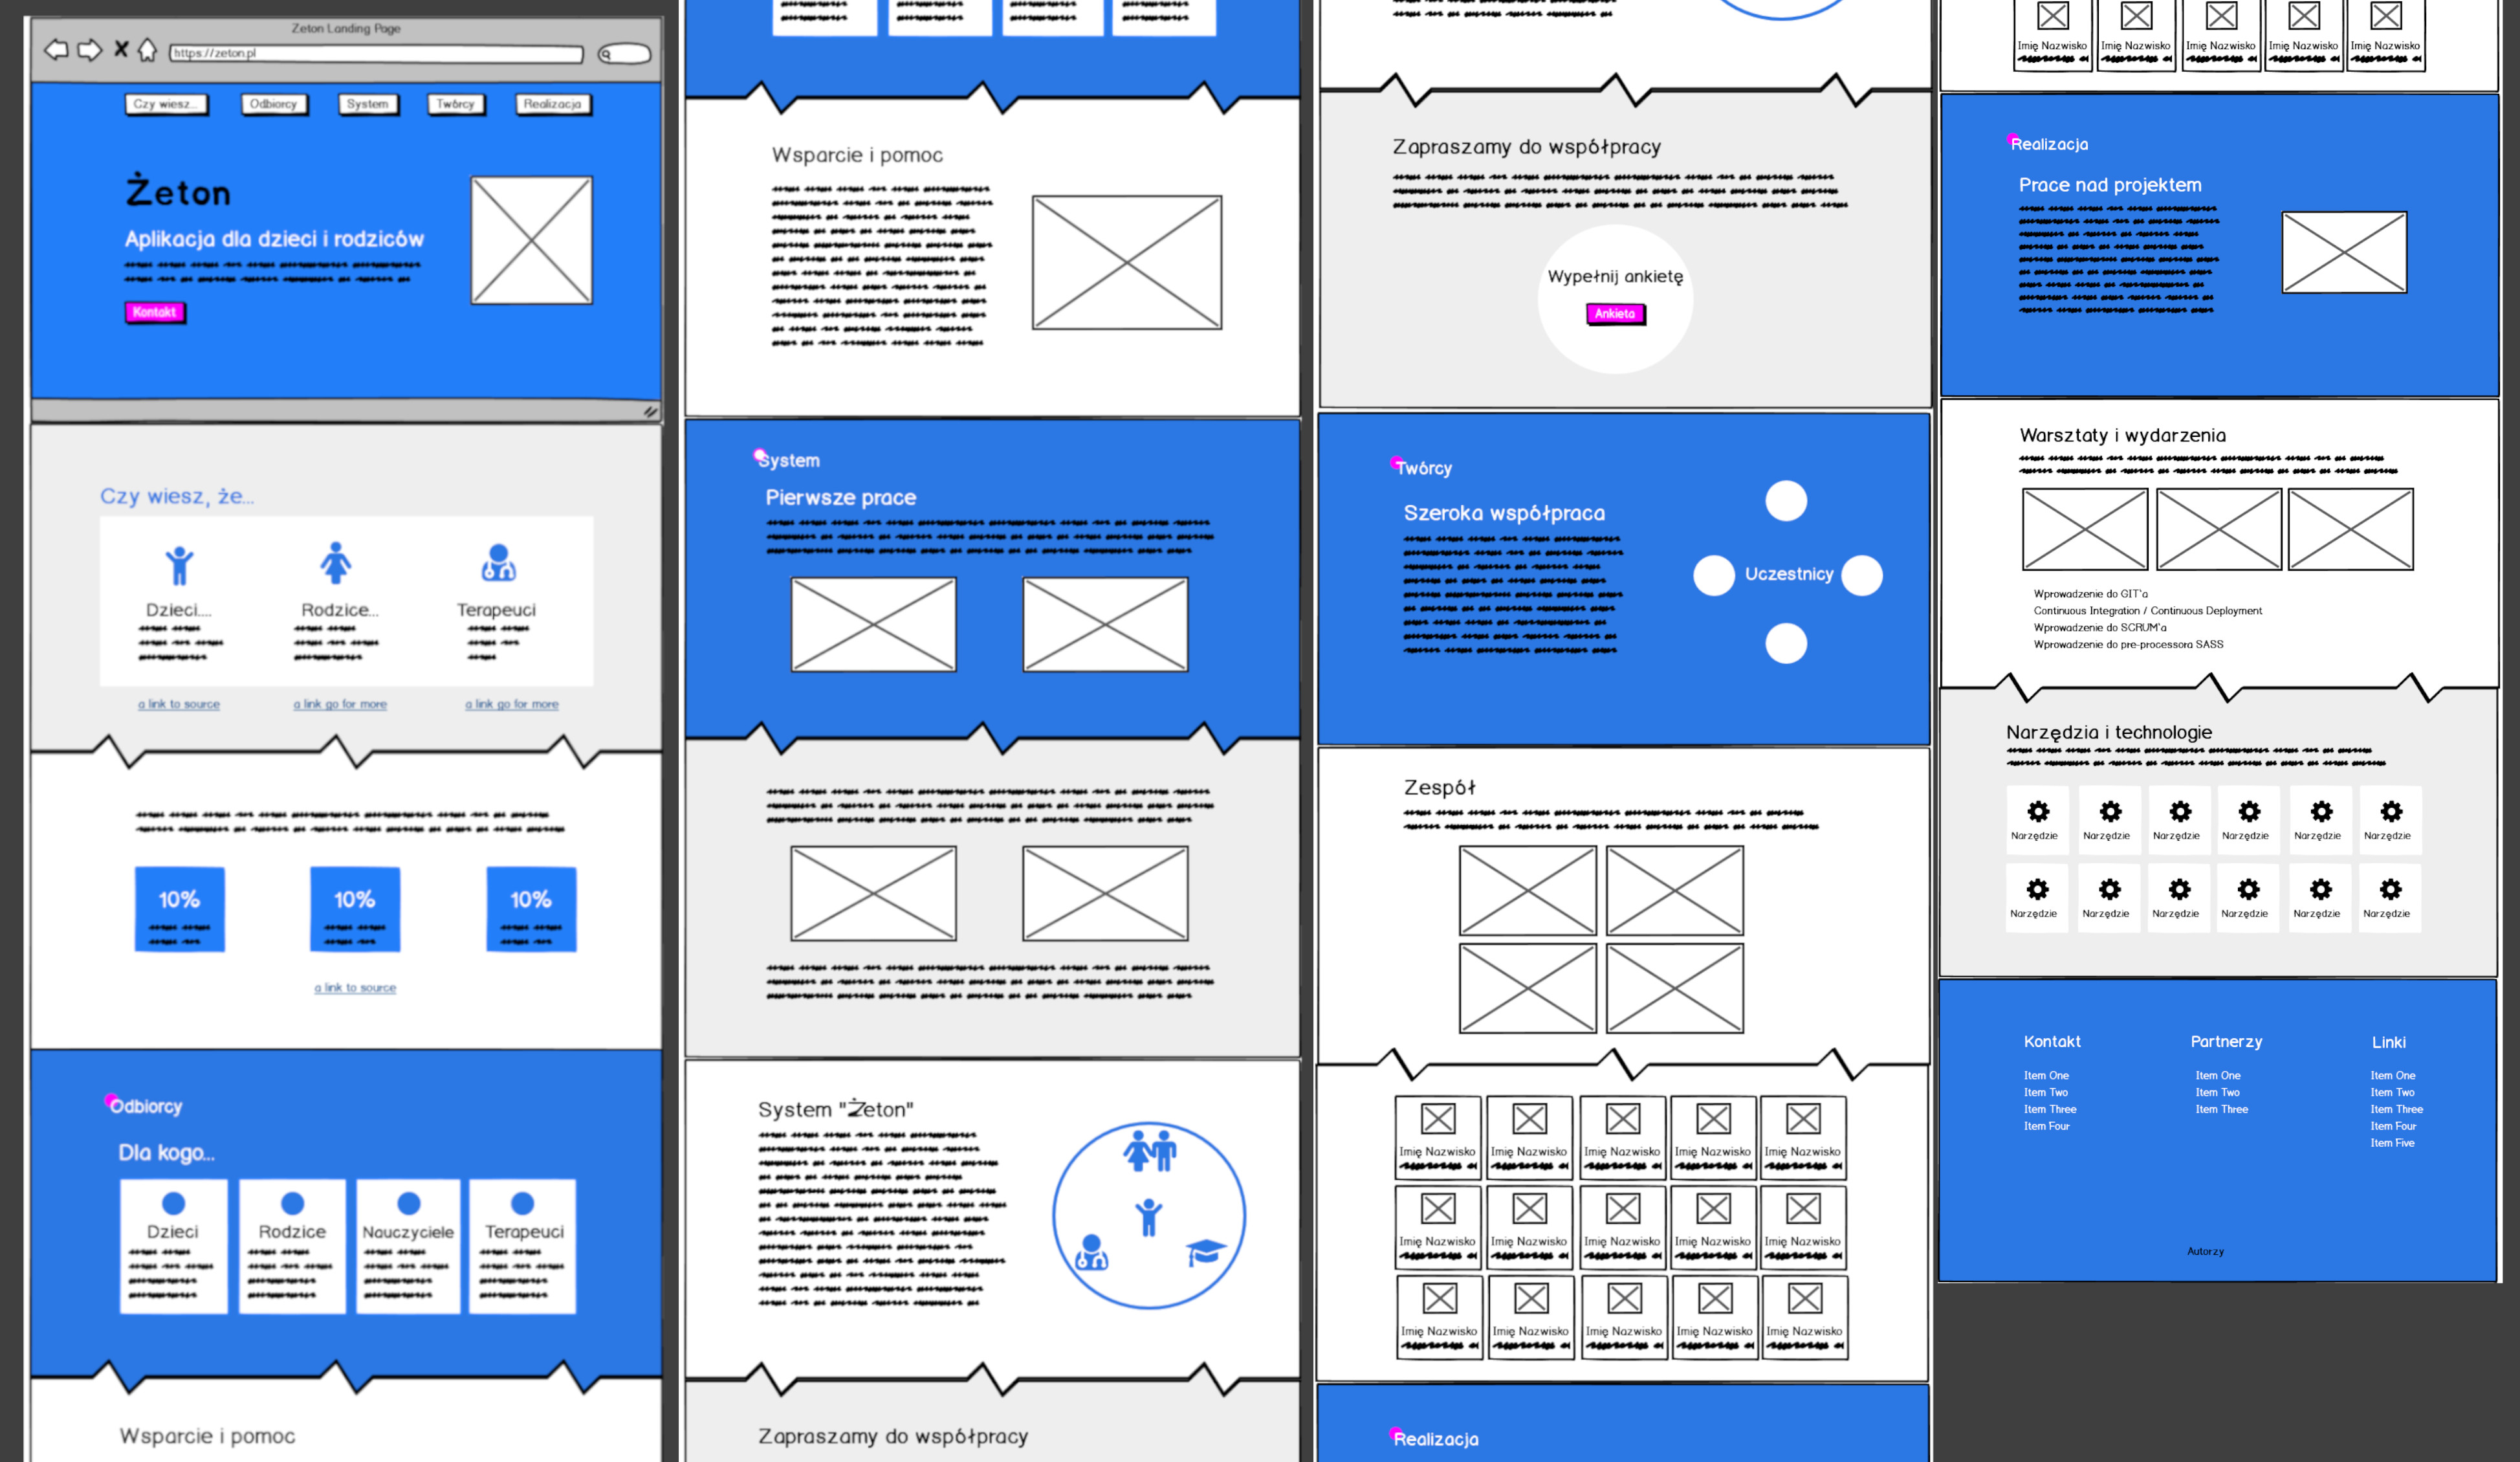 Zeton Landing Page
https://zeton.pl
Czy wiesz... Odbiorcy System Twórcy Realizacja
Żeton
Aplikacja dla dzieci i rodziców
Kontakt
Czy wiesz, że...
Dzieci.... Rodzice... Terapeuci
a link to source a link go for more a link go for more
10% 10% 10%
a link to source
Odbiorcy
Dla kogo...
Dzieci Rodzice Nauczyciele Terapeuci
Wsparcie i pomoc
Wsparcie i pomoc
System
Pierwsze prace
System "Żeton"
Zapraszamy do współpracy
Zapraszamy do współpracy
Wypełnij ankietę
Ankieta
Twórcy
Szeroka współpraca
Uczestnicy
Zespół
Imię Nazwisko Imię Nazwisko Imię Nazwisko Imię Nazwisko Imię Nazwisko
Imię Nazwisko Imię Nazwisko Imię Nazwisko Imię Nazwisko Imię Nazwisko
Imię Nazwisko Imię Nazwisko Imię Nazwisko Imię Nazwisko Imię Nazwisko
Realizacja
Imię Nazwisko Imię Nazwisko Imię Nazwisko Imię Nazwisko Imię Nazwisko
Realizacja
Prace nad projektem
Warsztaty i wydarzenia
Wprowadzenie do GIT'a
Continuous Integration / Continuous Deployment
Wprowadzenie do SCRUM'a
Wprowadzenie do pre-processora SASS
Narzędzia i technologie
Narzędzie Narzędzie Narzędzie Narzędzie Narzędzie Narzędzie
Narzędzie Narzędzie Narzędzie Narzędzie Narzędzie Narzędzie
Kontakt
Item One
Item Two
Item Three
Item Four
Partnerzy
Item One
Item Two
Item Three
Linki
Item One
Item Two
Item Three
Item Four
Item Five
Autorzy